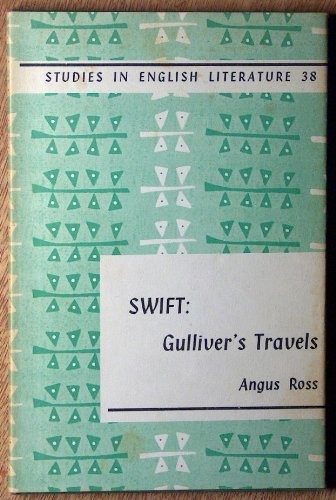 STUDIES IN ENGLISH LITERATURE 38
SWIFT:
Gulliver's Travels
Angus Ross